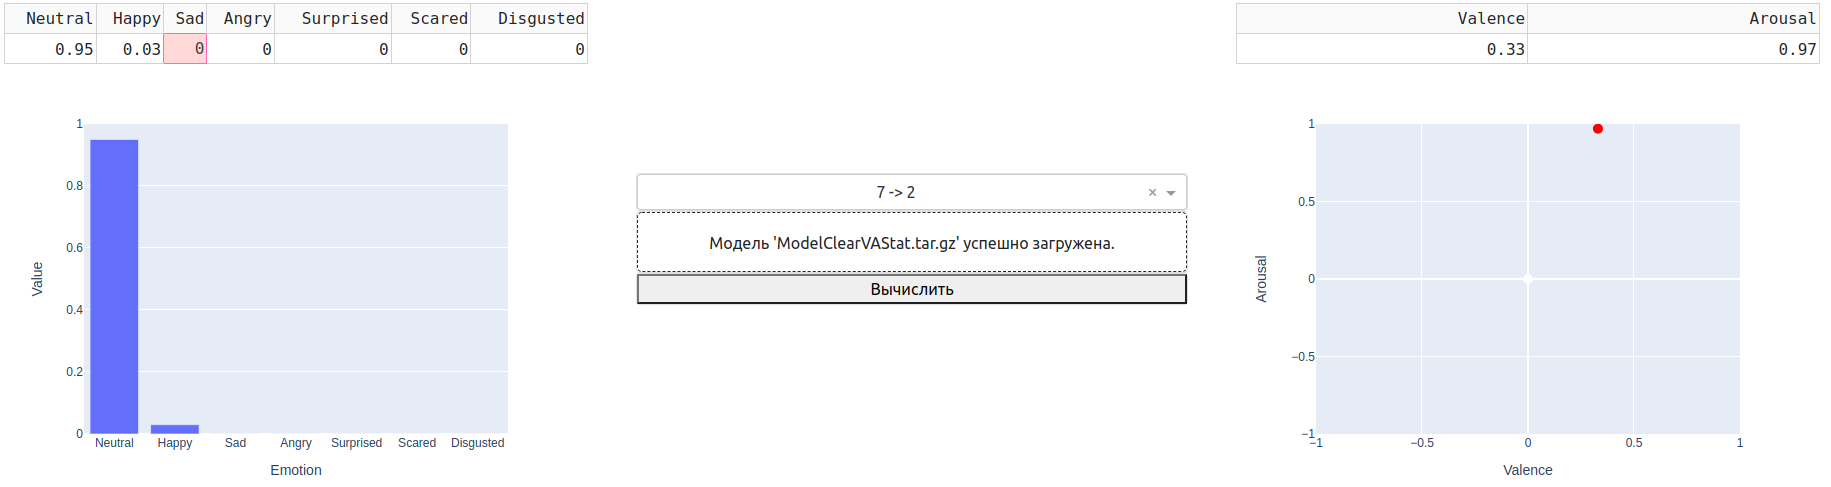 Neutral Happy Sad Angry Surprised Scared Disgusted
0.95 0.03 0 0 0 0 0
Valence Arousal
0.33 0.97
1
0.8
0.6
0.4
0.2
0
Value
Neutral Happy Sad Angry Surprised Scared Disgusted
Emotion
7 -> 2 ×
Модель 'ModelClearVAStat.tar.gz' успешно загружена.
Вычислить
1
0.5
0
−0.5
−1
Arousal
−1 −0.5 0 0.5 1
Valence